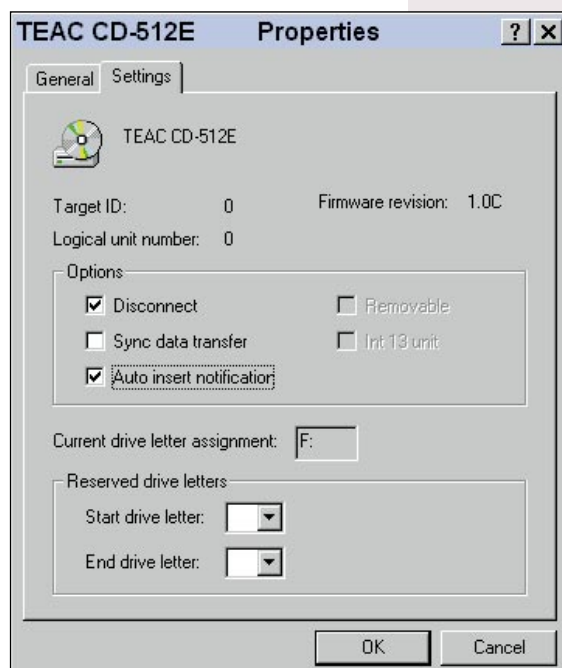 TEAC CD-512E Properties
General Settings
TEAC CD-512E
Target ID: 0 Firmware revision: 1.0C
Logical unit number: 0
Options
Disconnect Removable
Sync data transfer Int 13 unit
Auto insert notification
Current drive letter assignment: F:
Reserved drive letters
Start drive letter:
End drive letter:
OK Cancel